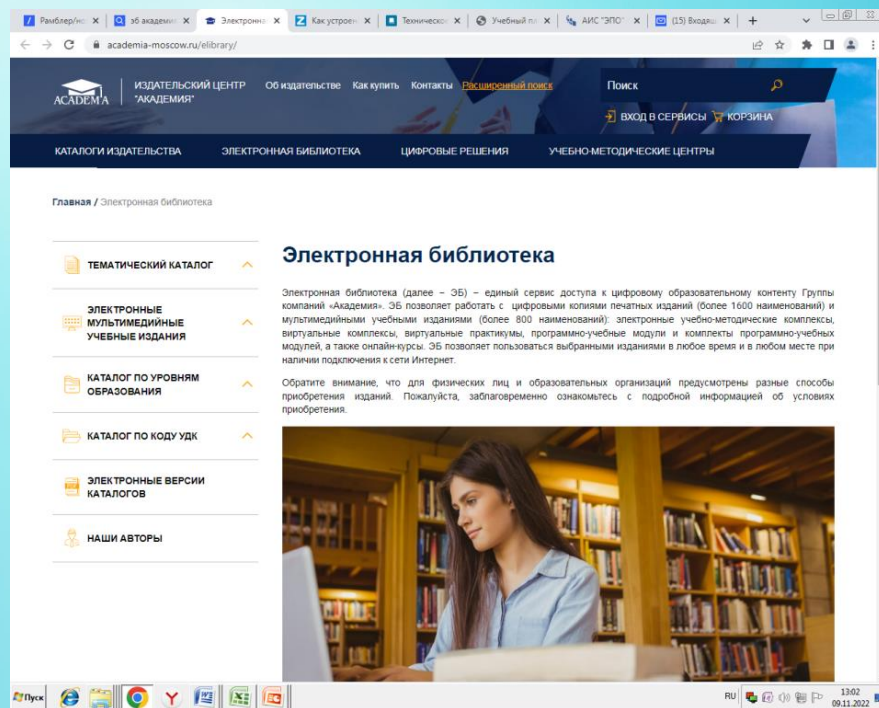 Рамблер/но
эб академи
Электронна
Как устроен
Техническо
Учебный пл
АИС "ЭПО"
(15) Входящ
academia-moscow.ru/elibrary/
ACADEMA
ИЗДАТЕЛЬСКИЙ ЦЕНТР
"АКАДЕМИЯ"
Об издательстве Как купить Контакты Расширенный поиск
Поиск
ВХОД В СЕРВИСЫ КОРЗИНА
КАТАЛОГИ ИЗДАТЕЛЬСТВА ЭЛЕКТРОННАЯ БИБЛИОТЕКА ЦИФРОВЫЕ РЕШЕНИЯ УЧЕБНО-МЕТОДИЧЕСКИЕ ЦЕНТРЫ
Главная / Электронная библиотека
ТЕМАТИЧЕСКИЙ КАТАЛОГ
ЭЛЕКТРОННЫЕ
МУЛЬТИМЕДИЙНЫЕ
УЧЕБНЫЕ ИЗДАНИЯ
КАТАЛОГ ПО УРОВНЯМ
ОБРАЗОВАНИЯ
КАТАЛОГ ПО КОДУ УДК
ЭЛЕКТРОННЫЕ ВЕРСИИ
КАТАЛОГОВ
НАШИ АВТОРЫ
Электронная библиотека
Электронная библиотека (далее – ЭБ) – единый сервис доступа к цифровому образовательному контенту Группы
компаний «Академия». ЭБ позволяет работать с цифровыми копиями печатных изданий (более 1600 наименований) и
мультимедийными учебными изданиями (более 800 наименований): электронные учебно-методические комплексы,
виртуальные комплексы, виртуальные практикумы, программно-учебные модули и комплекты программно-учебных
модулей, а также онлайн-курсы. ЭБ позволяет пользоваться выбранными изданиями в любое время и в любом месте при
наличии подключения к сети Интернет.
Обратите внимание, что для физических лиц и образовательных организаций предусмотрены разные способы
приобретения изданий. Пожалуйста, заблаговременно ознакомьтесь с подробной информацией об условиях
приобретения.
Пуск
RU
13:02
09.11.2022